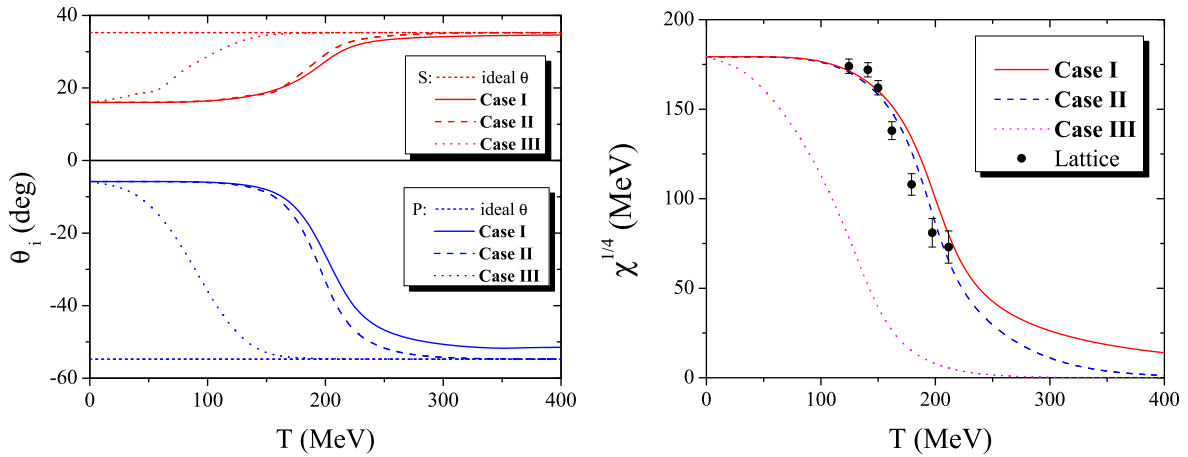 40
20
0
-20
-40
-60
θ i (deg)
S: ideal θ
Case I
Case II
Case III
P: ideal θ
Case I
Case II
Case III
0 100 200 300 400
T (MeV)
200
150
100
50
0
χ 1/4 (MeV)
Case I
Case II
Case III
Lattice
0 100 200 300 400
T (MeV)